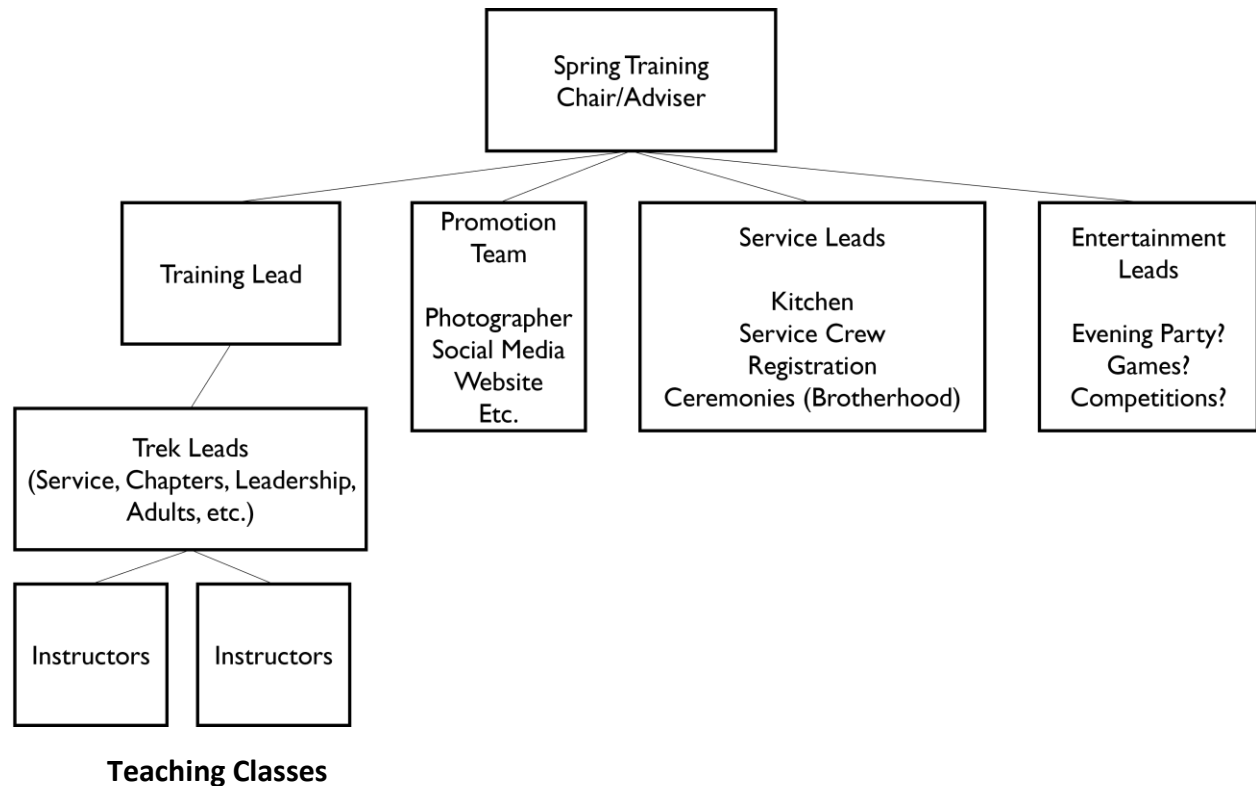 Spring Training
Chair/Adviser
Training Lead
Promotion
Team
Photographer
Social Media
Website
Etc.
Service Leads
Kitchen
Service Crew
Registration
Ceremonies (Brotherhood)
Entertainment
Leads
Evening Party?
Games?
Competitions?
Trek Leads
(Service, Chapters, Leadership,
Adults, etc.)
Instructors
Instructors
Teaching Classes